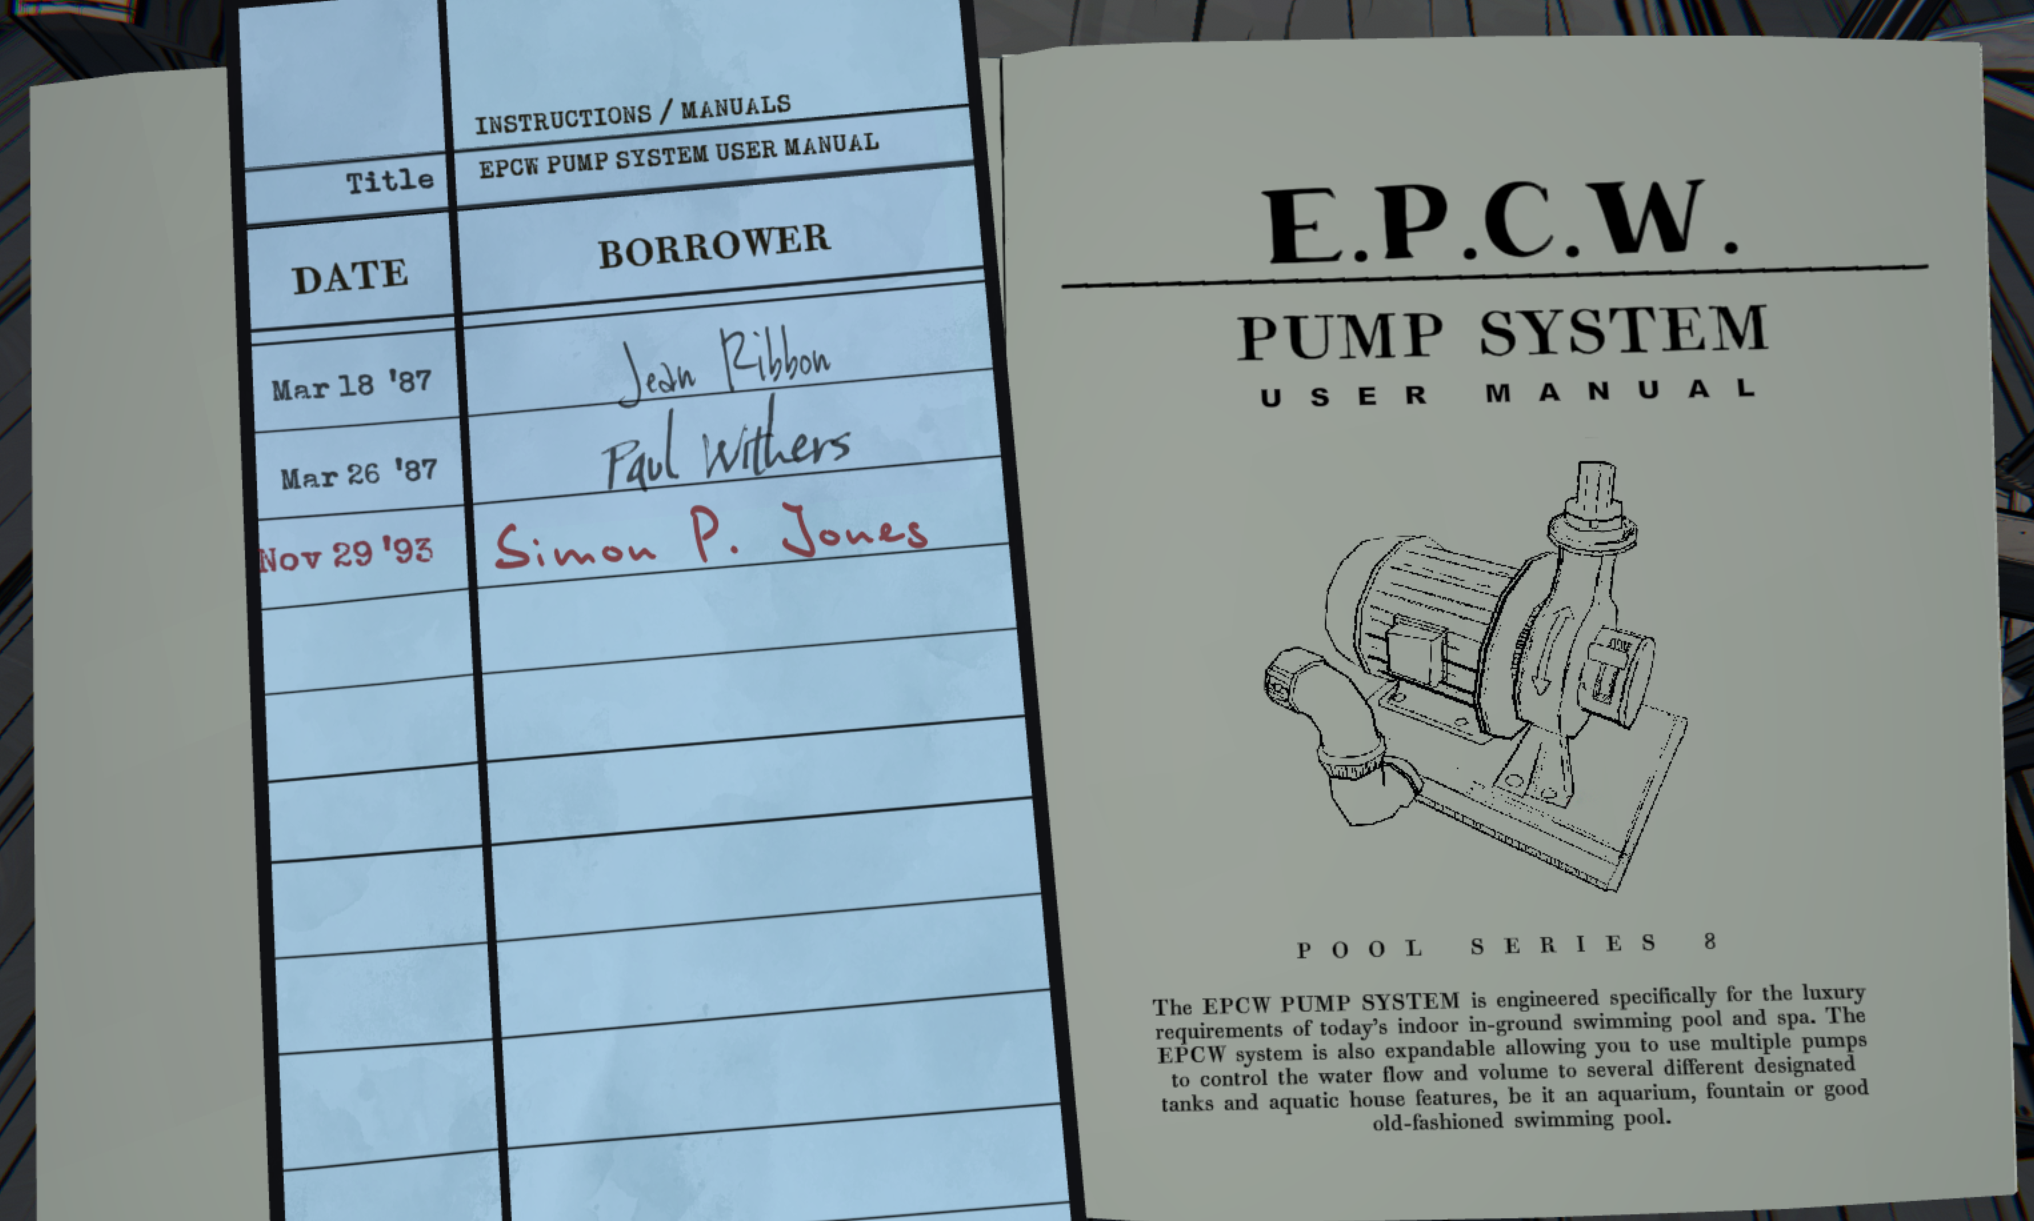 INSTRUCTIONS / MANUALS
Title EPCW PUMP SYSTEM USER MANUAL
DATE BORROWER
Mar 18 '87 Jean Ribbon
Mar 26 '87 Paul Withers
Nov 29 '93 Simon P. Jones
E.P.C.W.
PUMP SYSTEM
USER MANUAL
POOL SERIES 8
The EPCW PUMP SYSTEM is engineered specifically for the luxury
requirements of today's indoor in-ground swimming pool and spa. The
EPCW system is also expandable allowing you to use multiple pumps
to control the water flow and volume to several different designated
tanks and aquatic house features, be it an aquarium, fountain or good
old-fashioned swimming pool.